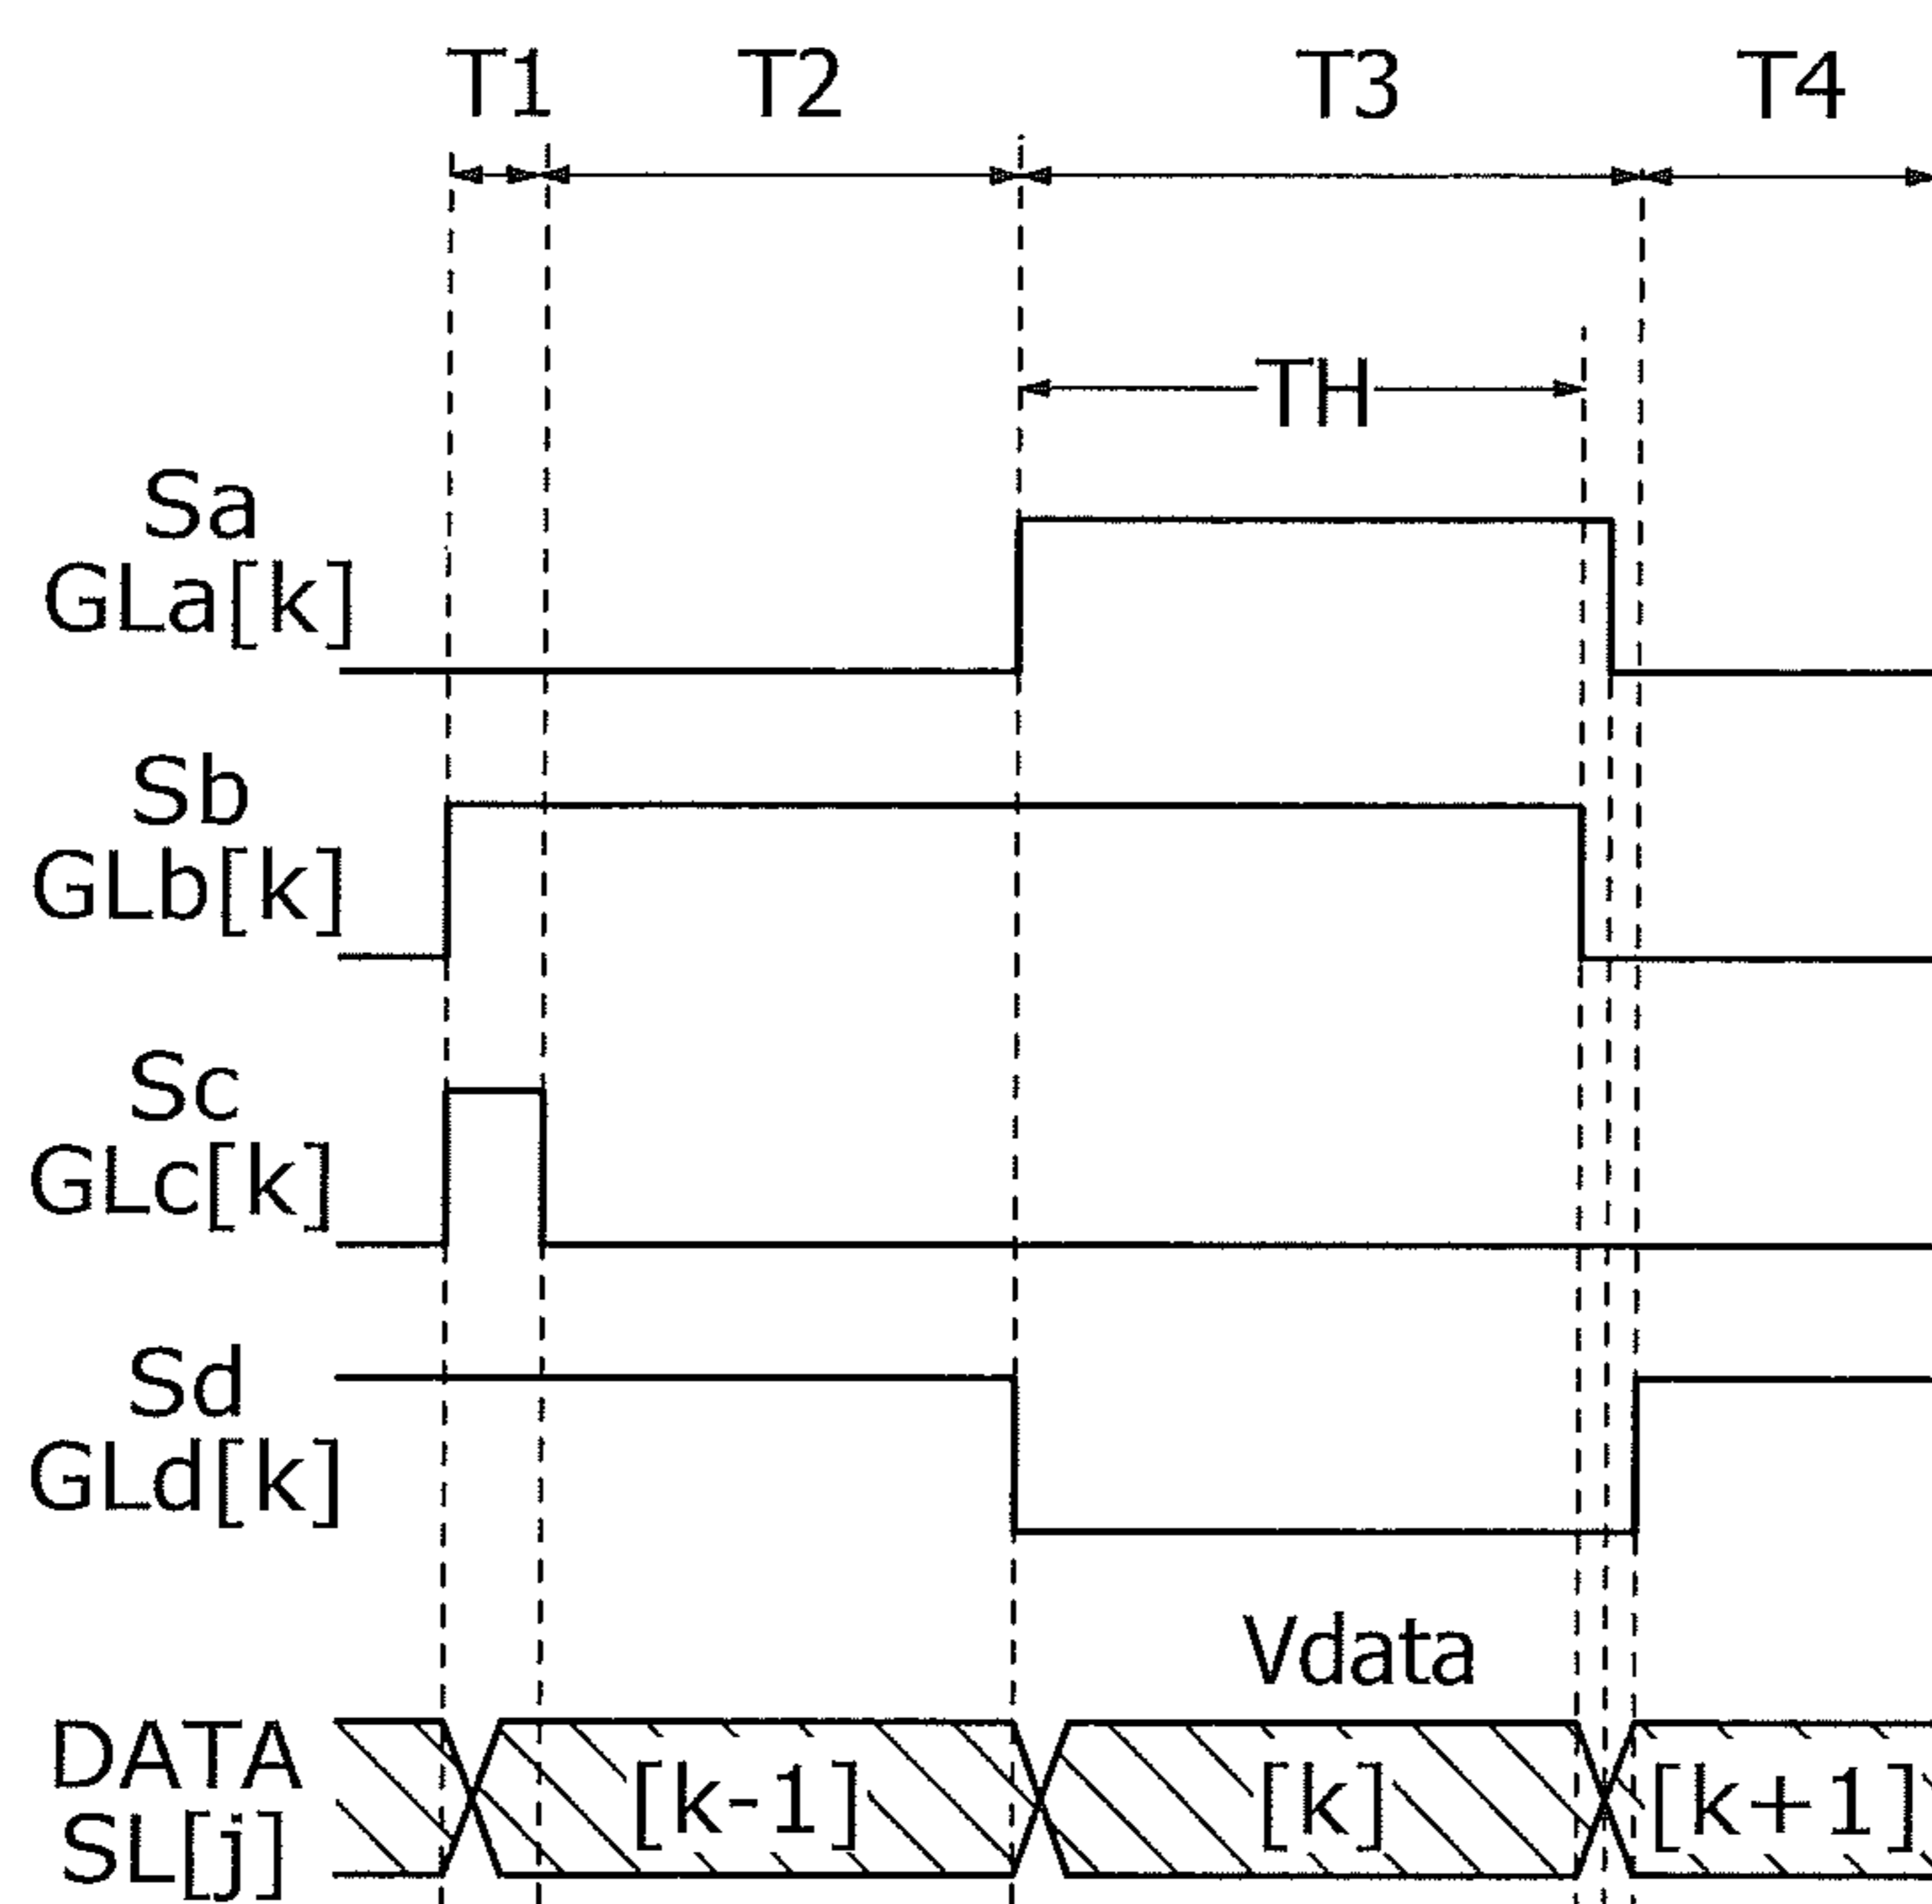 T1 T2 T3 T4
TH
Sa
GLa[k]
Sb
GLb[k]
Sc
GLc[k]
Sd
GLd[k]
Vdata
DATA
SL[j]
[k-1] [k] [k+1]